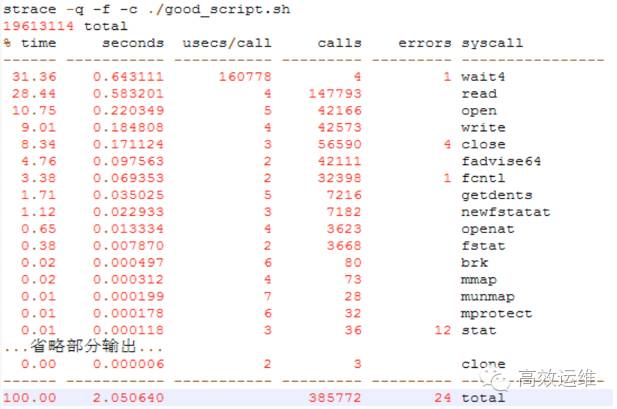 strace -q -f -c ./good_script.sh
19613114 total
% time seconds usecs/call calls errors syscall
------ ----------- ----------- --------- --------- ----------------
31.36 0.643111 160778 4 1 wait4
28.44 0.583201 4 147793 read
10.75 0.220349 5 42166 open
9.01 0.184808 4 42573 write
8.34 0.171124 3 56590 4 close
4.76 0.097563 2 42111 fadvise64
3.38 0.069353 2 32398 1 fcntl
1.71 0.035025 5 7216 getdents
1.12 0.022933 3 7182 newfstatat
0.65 0.013334 4 3623 openat
0.38 0.007870 2 3668 fstat
0.02 0.000497 6 80 brk
0.02 0.000312 4 73 mmap
0.01 0.000199 7 28 munmap
0.01 0.000178 6 32 mprotect
0.01 0.000118 3 36 12 stat
...省略部分输出...
0.00 0.000006 2 3 clone
------ ----------- ----------- --------- --------- ----------------
100.00 2.050640 385772 24 total
高效运维